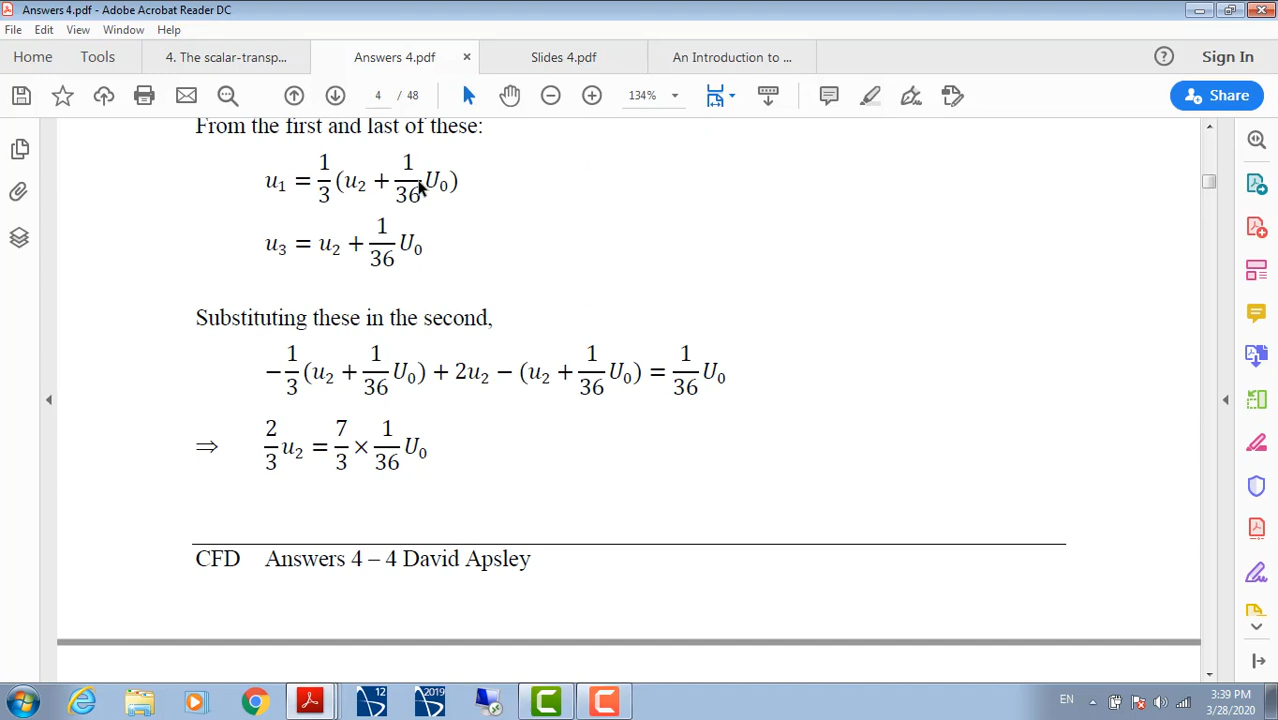 Answers 4.pdf - Adobe Acrobat Reader DC
File Edit View Window Help
Home Tools 4. The scalar-transp... Answers 4.pdf × Slides 4.pdf An Introduction to ... Sign In
4 / 48 134% Share
From the first and last of these:
u₁ = 1/3 (u₂ + 1/36 U₀)
u₃ = u₂ + 1/36 U₀
Substituting these in the second,
−1/3 (u₂ + 1/36 U₀) + 2u₂ − (u₂ + 1/36 U₀) = 1/36 U₀
⇒ 2/3 u₂ = 7/3 × 1/36 U₀
CFD Answers 4 – 4 David Apsley
12 2019 EN 3:39 PM
3/28/2020